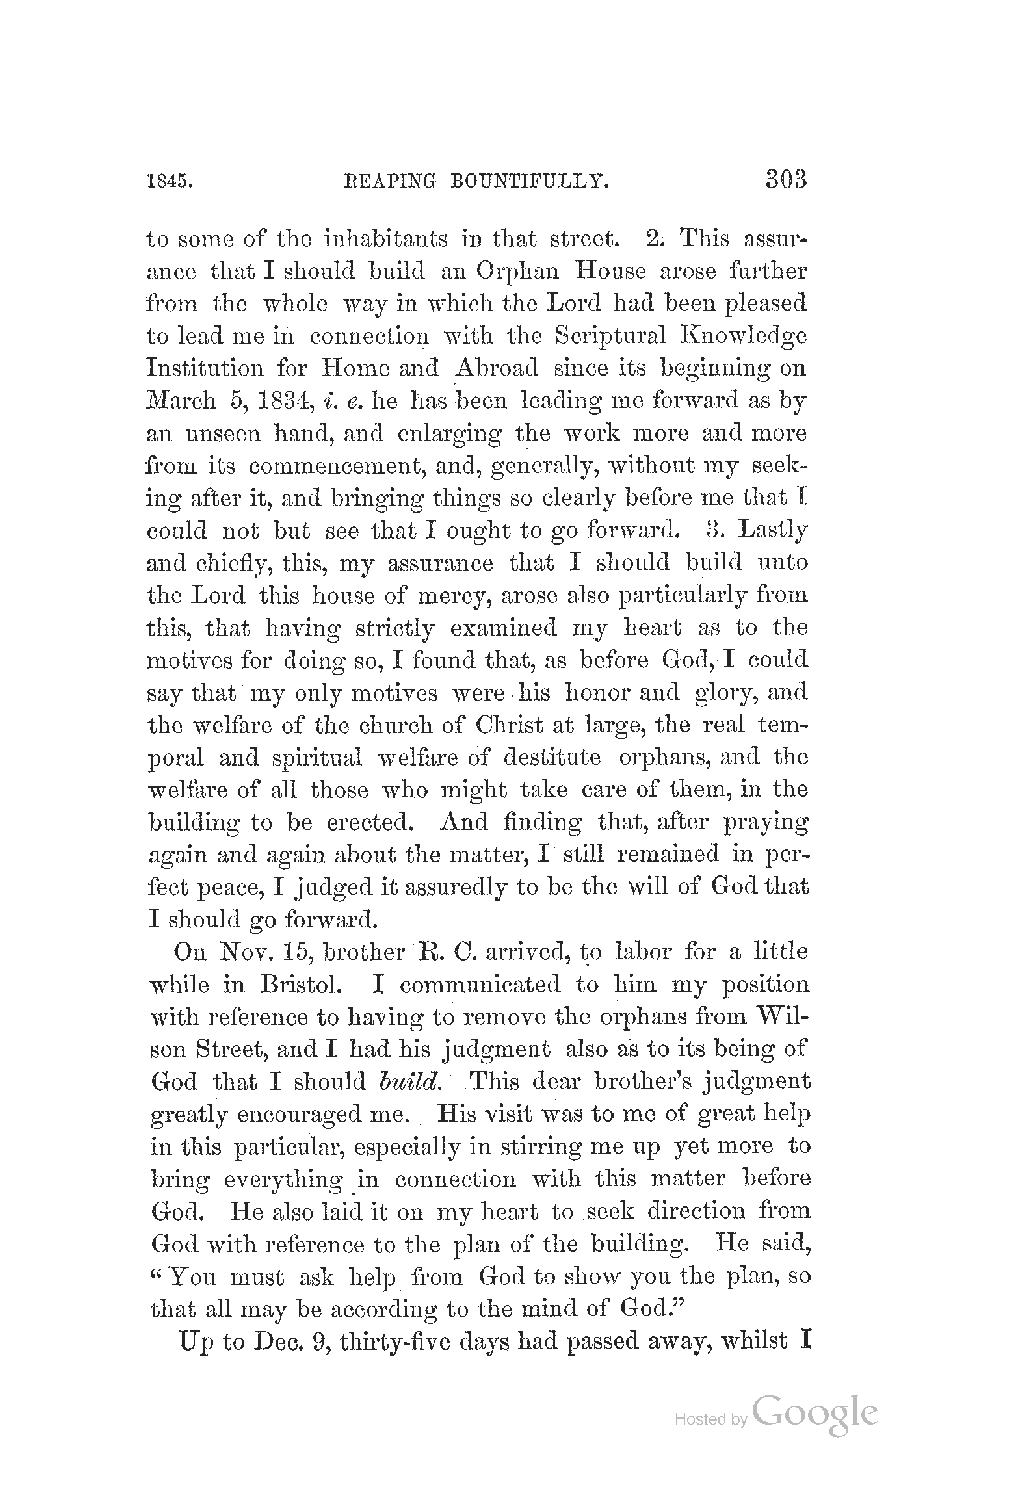 1845. REAPING BOUNTIFULLY. 303
to some of the inhabitants in that street. 2. This assur-
ance that I should build an Orphan House arose further
from the whole way in which the Lord had been pleased
to lead me in connection with the Scriptural Knowledge
Institution for Home and Abroad since its beginning on
March 5, 1834, i. e. he has been leading me forward as by
an unseen hand, and enlarging the work more and more
from its commencement, and, generally, without my seek-
ing after it, and bringing things so clearly before me that I
could not but see that I ought to go forward. 3. Lastly
and chiefly, this, my assurance that I should build unto
the Lord this house of mercy, arose also particularly from
this, that having strictly examined my heart as to the
motives for doing so, I found that, as before God, I could
say that my only motives were his honor and glory, and
the welfare of the church of Christ at large, the real tem-
poral and spiritual welfare of destitute orphans, and the
welfare of all those who might take care of them, in the
building to be erected. And finding that, after praying
again and again about the matter, I still remained in per-
fect peace, I judged it assuredly to be the will of God that
I should go forward.
On Nov. 15, brother R. C. arrived, to labor for a little
while in Bristol. I communicated to him my position
with reference to having to remove the orphans from Wil-
son Street, and I had his judgment also as to its being of
God that I should build. This dear brother's judgment
greatly encouraged me. His visit was to me of great help
in this particular, especially in stirring me up yet more to
bring everything in connection with this matter before
God. He also laid it on my heart to seek direction from
God with reference to the plan of the building. He said,
"You must ask help from God to show you the plan, so
that all may be according to the mind of God."
Up to Dec. 9, thirty-five days had passed away, whilst I
Hosted by Google